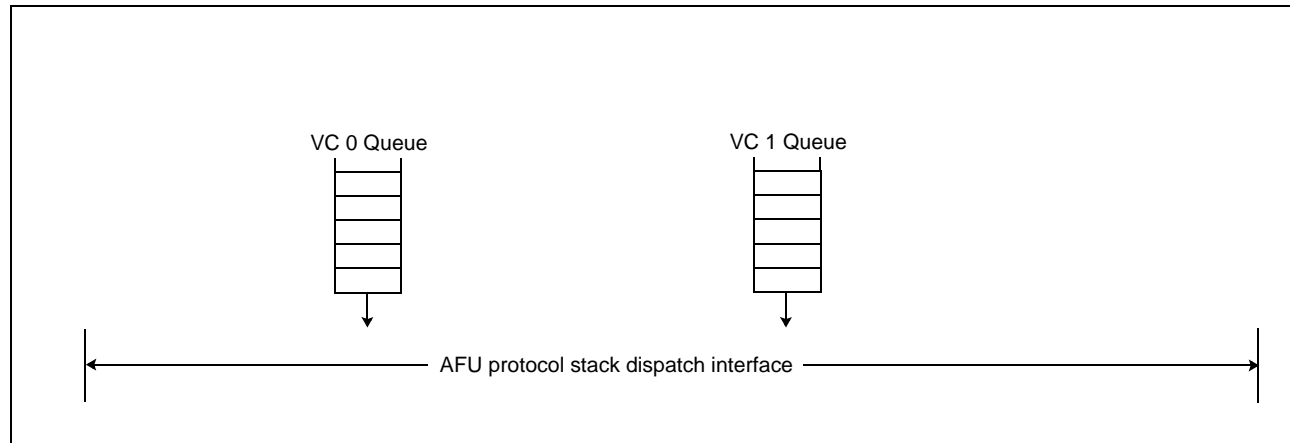 VC 0 Queue
VC 1 Queue
AFU protocol stack dispatch interface